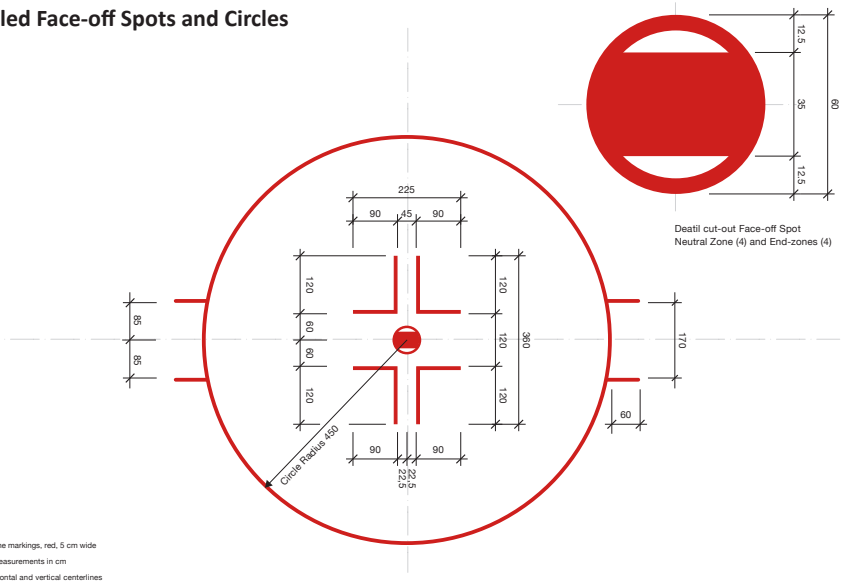 led Face-off Spots and Circles
12.5
35
60
12.5
Deatil cut-out Face-off Spot
Neutral Zone (4) and End-zones (4)
225
90 45 90
120
60
60
120
120
120
120
360
85
85
170
60
Circle Radius 450
90 90
22,5
22,5
ne markings, red, 5 cm wide
easurements in cm
ontal and vertical centerlines